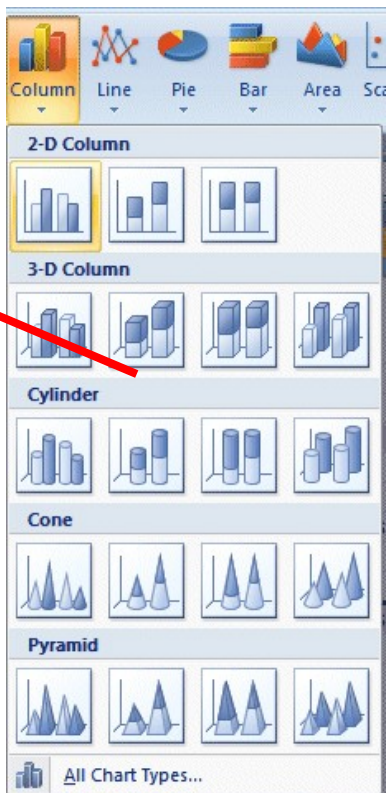 Column Line Pie Bar Area
2-D Column
3-D Column
Cylinder
Cone
Pyramid
All Chart Types...